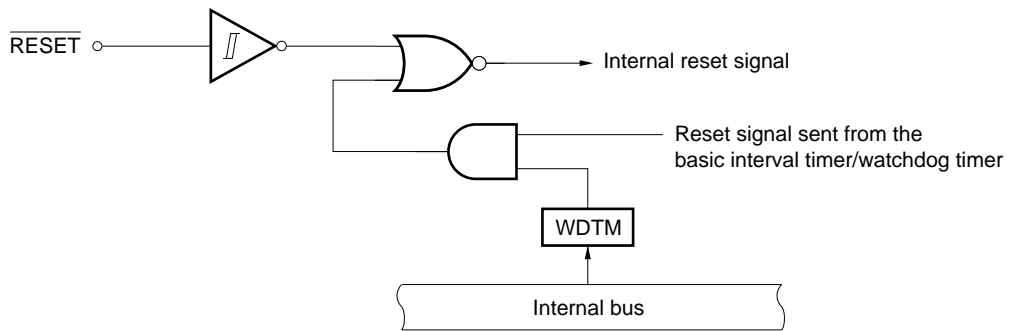 RESET
Internal reset signal
Reset signal sent from the
basic interval timer/watchdog timer
WDTM
Internal bus